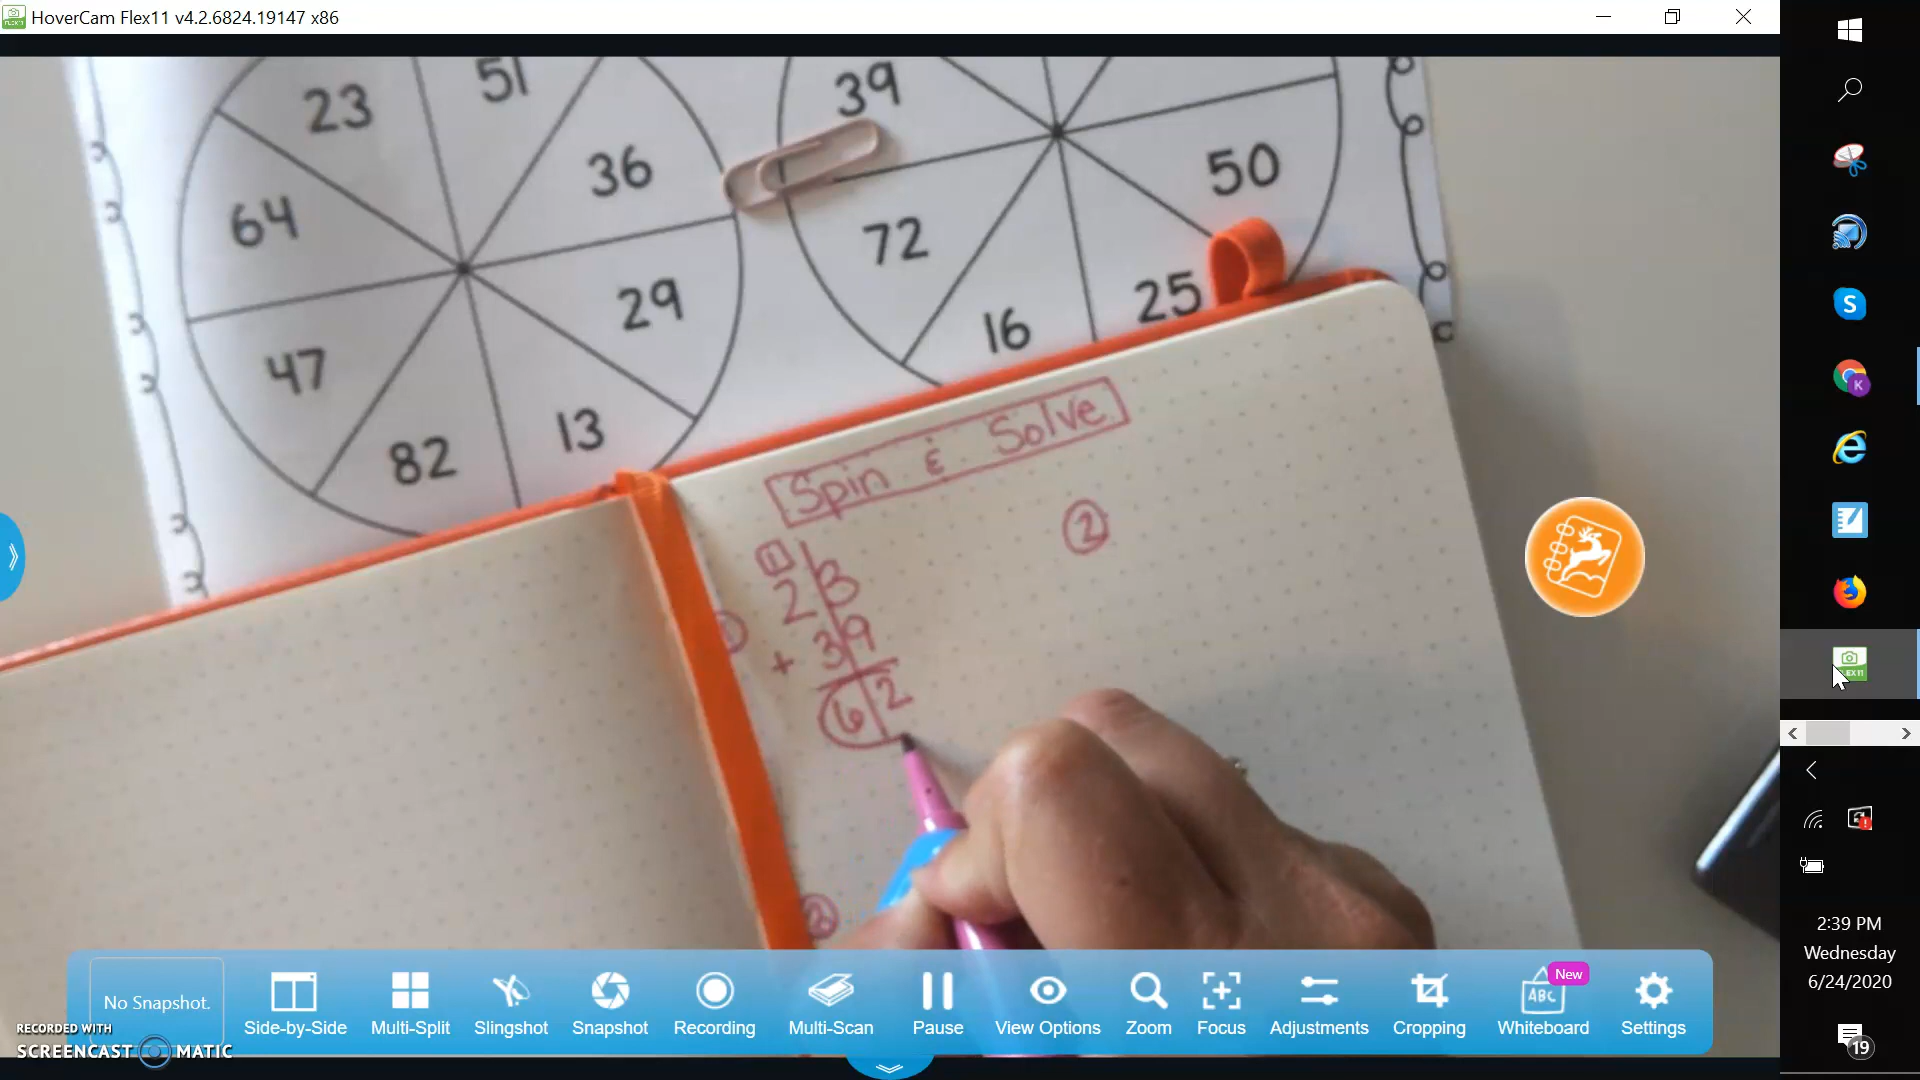 HoverCam Flex11 v4.2.6824.19147 x86
23
51
36
64
29
47
82
13
39
50
72
25
16
Spin & Solve
②
1
23
+ 39
62
②
No Snapshot.
Side-by-Side
Multi-Split
Slingshot
Snapshot
Recording
Multi-Scan
Pause
View Options
Zoom
Focus
Adjustments
Cropping
New
ABC
Whiteboard
Settings
RECORDED WITH
SCREENCAST MATIC
2:39 PM
Wednesday
6/24/2020
19